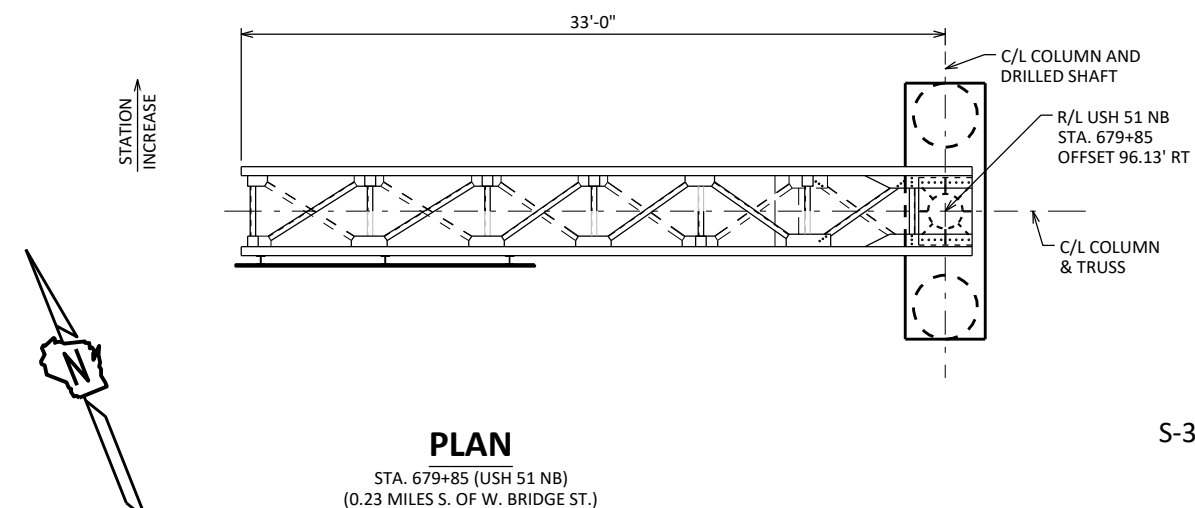 33'-0"
STATION
INCREASE
C/L COLUMN AND
DRILLED SHAFT
R/L USH 51 NB
STA. 679+85
OFFSET 96.13' RT
C/L COLUMN
& TRUSS
N
PLAN
STA. 679+85 (USH 51 NB)
(0.23 MILES S. OF W. BRIDGE ST.)
S-3